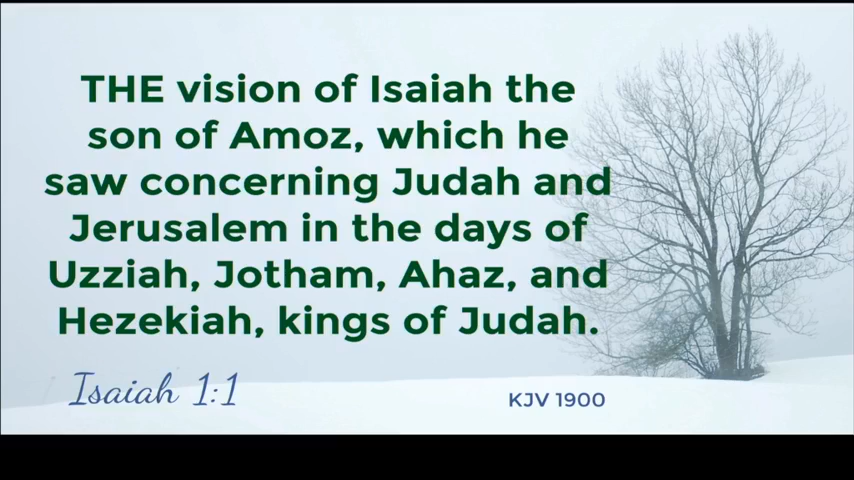 THE vision of Isaiah the
son of Amoz, which he
saw concerning Judah and
Jerusalem in the days of
Uzziah, Jotham, Ahaz, and
Hezekiah, kings of Judah.
Isaiah 1:1
KJV 1900